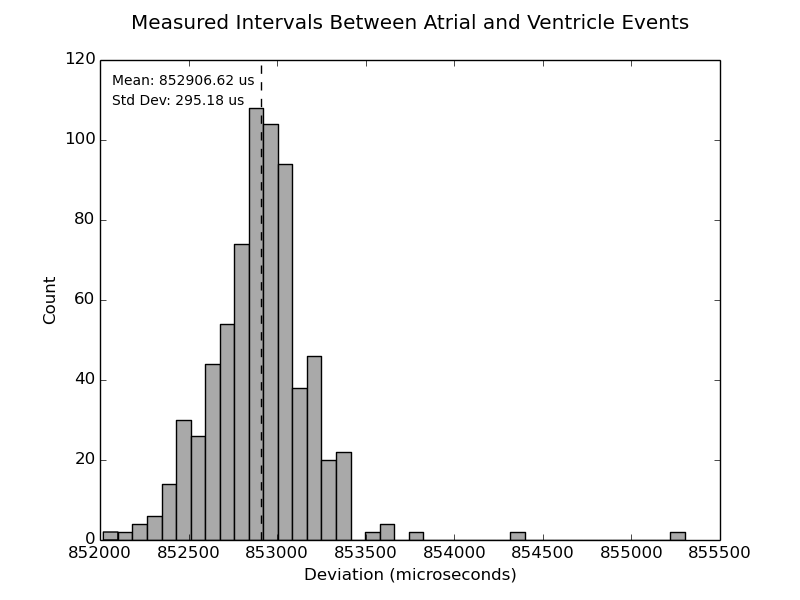 Measured Intervals Between Atrial and Ventricle Events
120
Mean: 852906.62 us
Std Dev: 295.18 us
100
80
60
Count
40
20
0
852000 852500 853000 853500 854000 854500 855000 855500
Deviation (microseconds)